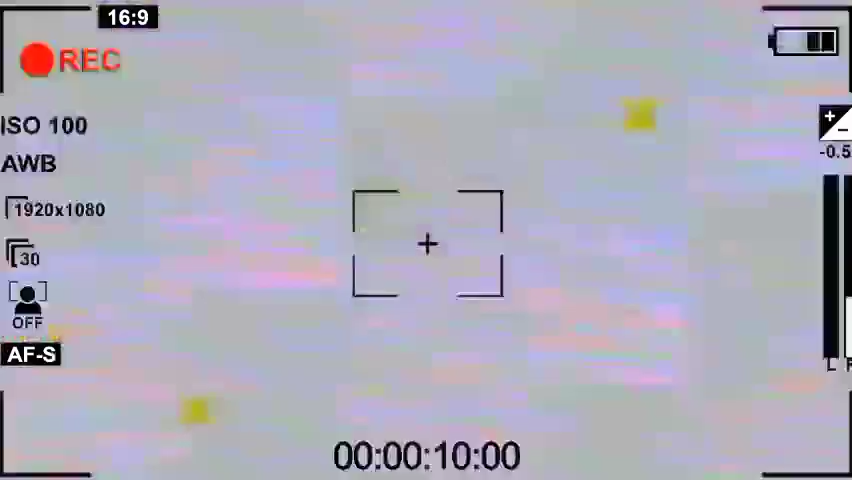 16:9
REC
ISO 100
AWB
-0.5
1920x1080
30
OFF
AF-S
L
00:00:10:00